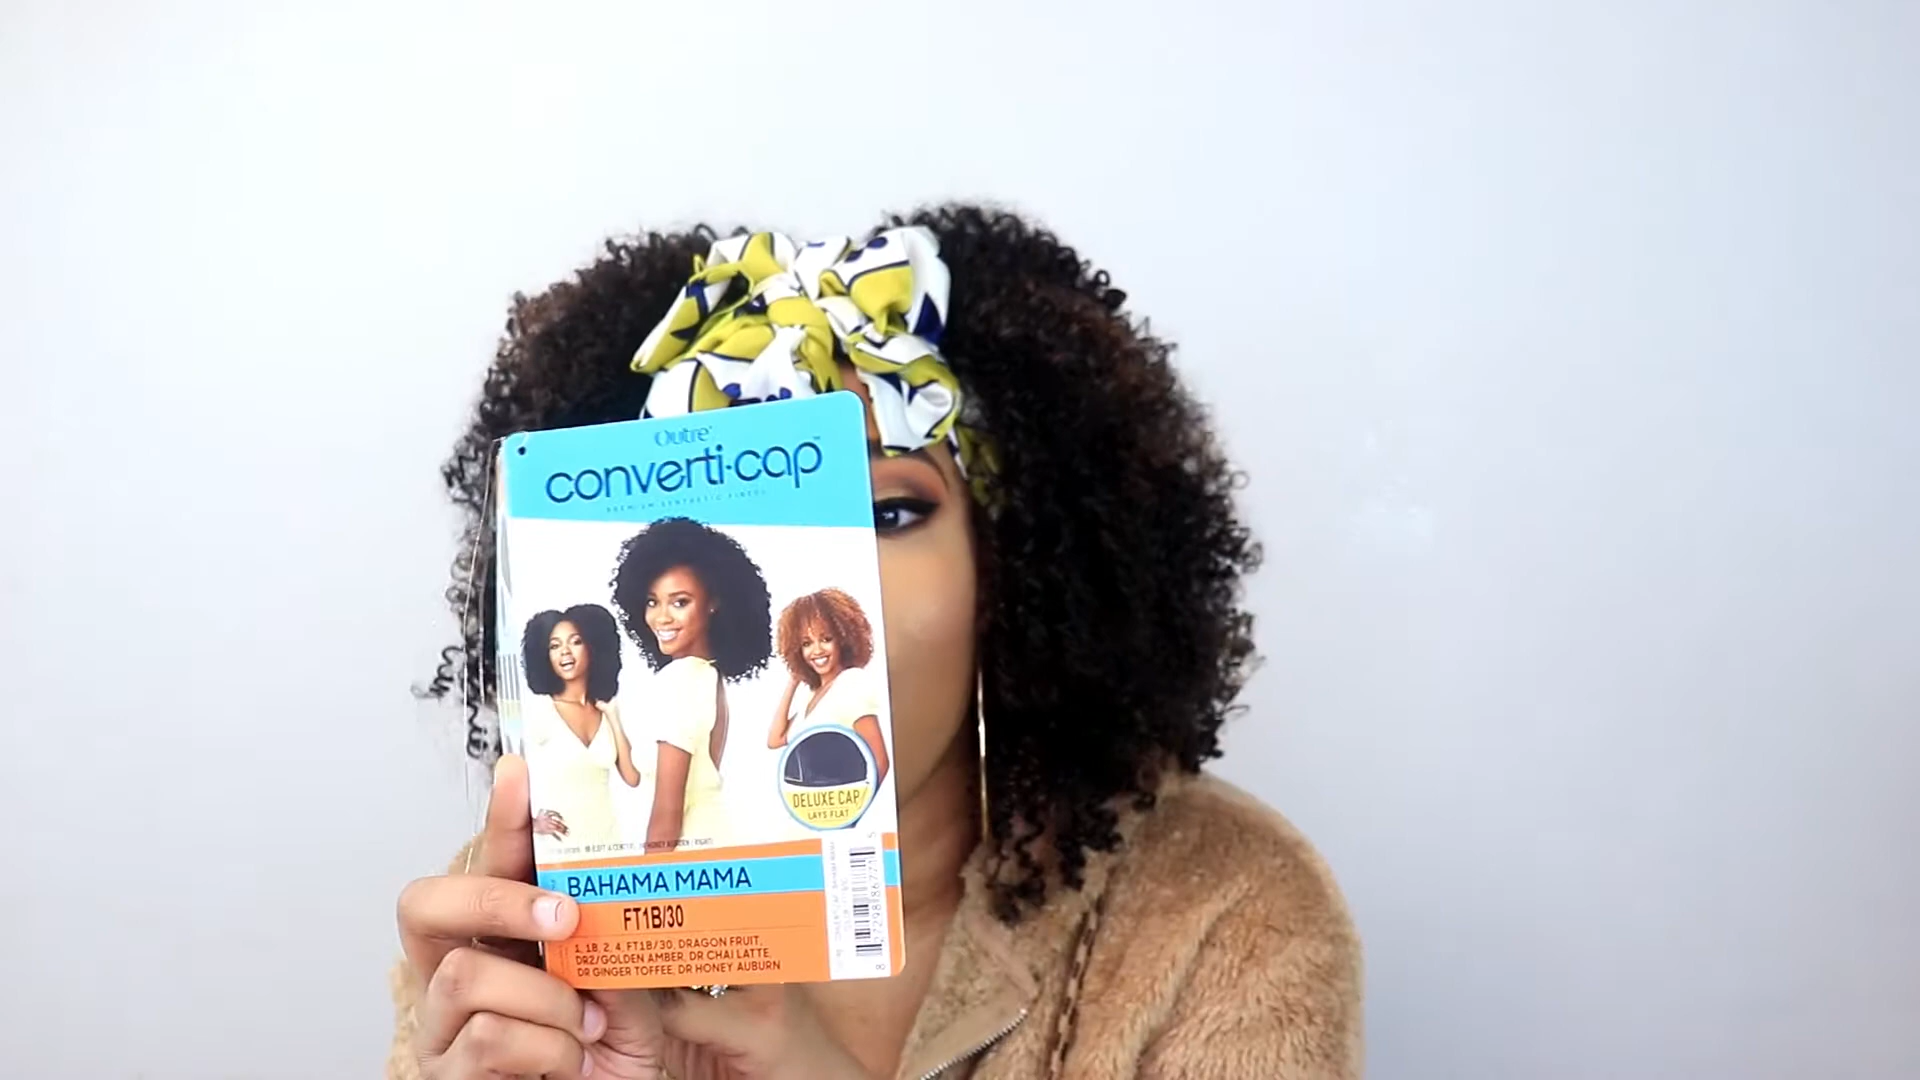 Outre®
converti·cap™
PREMIUM SYNTHETIC FIBERS
DELUXE CAP
LAYS FLAT
BAHAMA MAMA
FT1B/30
1, 1B, 2, 4, FT1B/30, DRAGON FRUIT,
DR2/GOLDEN AMBER, DR CHAI LATTE,
DR GINGER TOFFEE, DR HONEY AUBURN